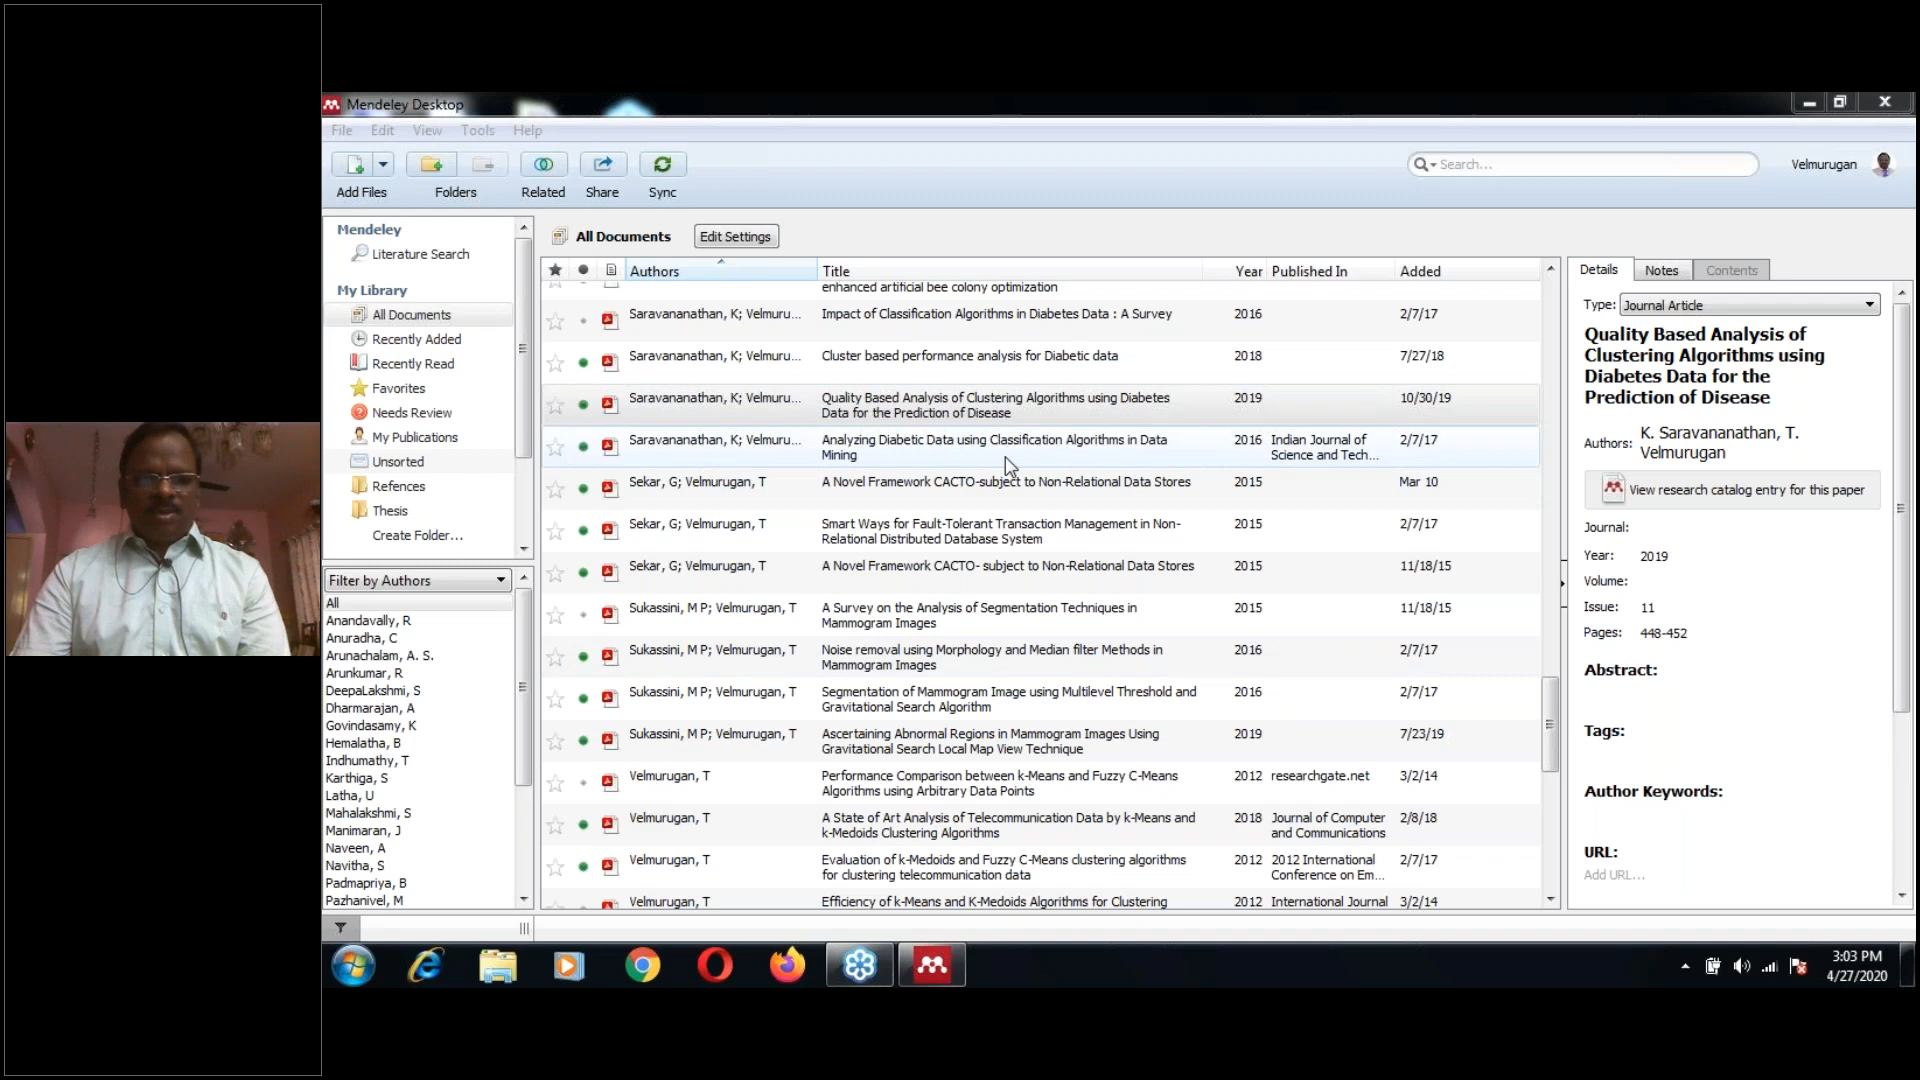 Mendeley Desktop
File Edit View Tools Help
Search...
Velmurugan
Add Files Folders Related Share Sync
Mendeley
Literature Search
My Library
All Documents
Recently Added
Recently Read
Favorites
Needs Review
My Publications
Unsorted
Refences
Thesis
Create Folder...
Filter by Authors
All
Anandavally, R
Anuradha, C
Arunachalam, A. S.
Arunkumar, R
DeepaLakshmi, S
Dharmarajan, A
Govindasamy, K
Hemalatha, B
Indhumathy, T
Karthiga, S
Latha, U
Mahalakshmi, S
Manimaran, J
Naveen, A
Navitha, S
Padmapriya, B
Pazhanivel, M
All Documents Edit Settings
Authors Title Year Published In Added
enhanced artificial bee colony optimization
Saravananathan, K; Velmuru... Impact of Classification Algorithms in Diabetes Data : A Survey 2016 2/7/17
Saravananathan, K; Velmuru... Cluster based performance analysis for Diabetic data 2018 7/27/18
Saravananathan, K; Velmuru... Quality Based Analysis of Clustering Algorithms using Diabetes 2019 10/30/19
Data for the Prediction of Disease
Saravananathan, K; Velmuru... Analyzing Diabetic Data using Classification Algorithms in Data 2016 Indian Journal of 2/7/17
Mining Science and Tech...
Sekar, G; Velmurugan, T A Novel Framework CACTO-subject to Non-Relational Data Stores 2015 Mar 10
Sekar, G; Velmurugan, T Smart Ways for Fault-Tolerant Transaction Management in Non- 2015 2/7/17
Relational Distributed Database System
Sekar, G; Velmurugan, T A Novel Framework CACTO- subject to Non-Relational Data Stores 2015 11/18/15
Sukassini, M P; Velmurugan, T A Survey on the Analysis of Segmentation Techniques in 2015 11/18/15
Mammogram Images
Sukassini, M P; Velmurugan, T Noise removal using Morphology and Median filter Methods in 2016 2/7/17
Mammogram Images
Sukassini, M P; Velmurugan, T Segmentation of Mammogram Image using Multilevel Threshold and 2016 2/7/17
Gravitational Search Algorithm
Sukassini, M P; Velmurugan, T Ascertaining Abnormal Regions in Mammogram Images Using 2019 7/23/19
Gravitational Search Local Map View Technique
Velmurugan, T Performance Comparison between k-Means and Fuzzy C-Means 2012 researchgate.net 3/2/14
Algorithms using Arbitrary Data Points
Velmurugan, T A State of Art Analysis of Telecommunication Data by k-Means and 2018 Journal of Computer 2/8/18
k-Medoids Clustering Algorithms and Communications
Velmurugan, T Evaluation of k-Medoids and Fuzzy C-Means clustering algorithms 2012 2012 International 2/7/17
for clustering telecommunication data Conference on Em...
Velmurugan, T Efficiency of k-Means and K-Medoids Algorithms for Clustering 2012 International Journal 3/2/14
Details Notes Contents
Type: Journal Article
Quality Based Analysis of
Clustering Algorithms using
Diabetes Data for the
Prediction of Disease
Authors: K. Saravananathan, T.
Velmurugan
View research catalog entry for this paper
Journal:
Year: 2019
Volume:
Issue: 11
Pages: 448-452
Abstract:
Tags:
Author Keywords:
URL:
Add URL...
3:03 PM
4/27/2020